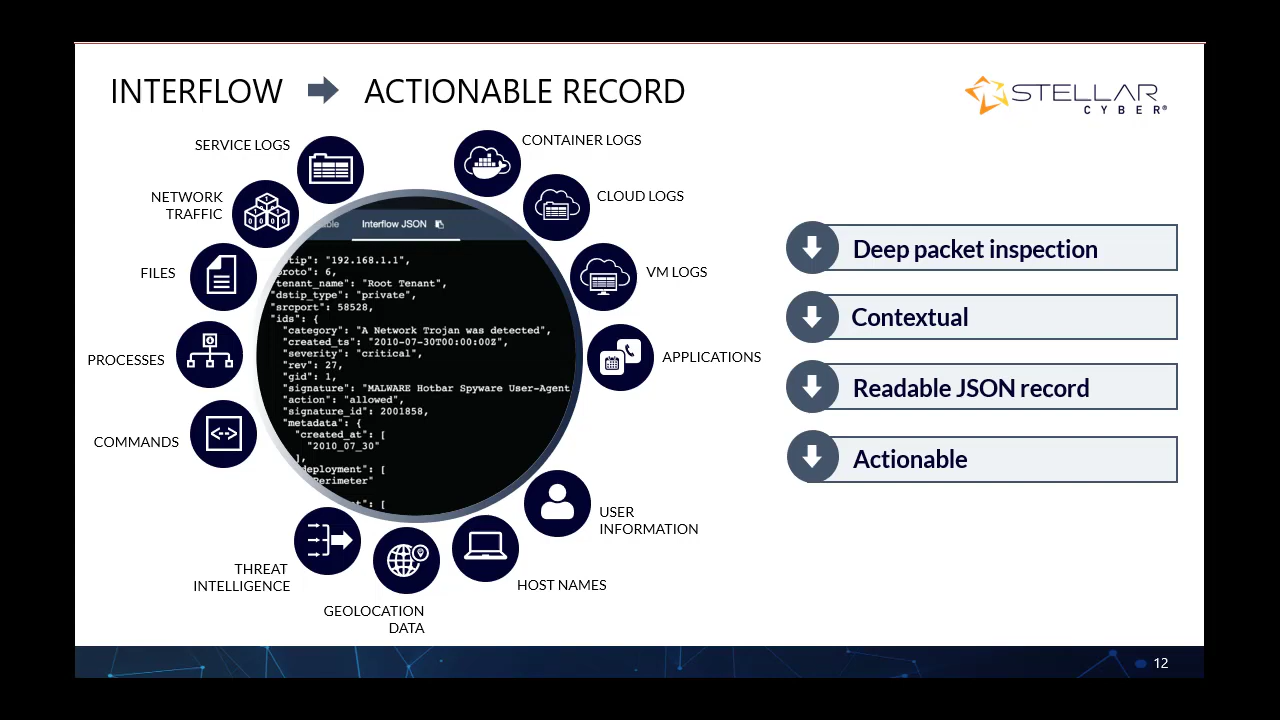 INTERFLOW ACTIONABLE RECORD
STELLAR
CYBER®
SERVICE LOGS
NETWORK
TRAFFIC
FILES
PROCESSES
COMMANDS
THREAT
INTELLIGENCE
GEOLOCATION
DATA
HOST NAMES
USER
INFORMATION
APPLICATIONS
VM LOGS
CLOUD LOGS
CONTAINER LOGS
Interflow JSON
stip": "192.168.1.1",
proto": 6,
tenant_name": "Root Tenant",
"dstip_type": "private",
"srcport": 58528,
"ids": {
"category": "A Network Trojan was detected",
"created_ts": "2010-07-30T00:00:00Z",
"severity": "critical",
"rev": 27,
"gid": 1,
"signature": "MALWARE Hotbar Spyware User-Agent
"action": "allowed",
"signature_id": 2001858,
"metadata": {
"created_at": [
"2010_07_30"
],
deployment": [
Perimeter"
": [
Deep packet inspection
Contextual
Readable JSON record
Actionable
12